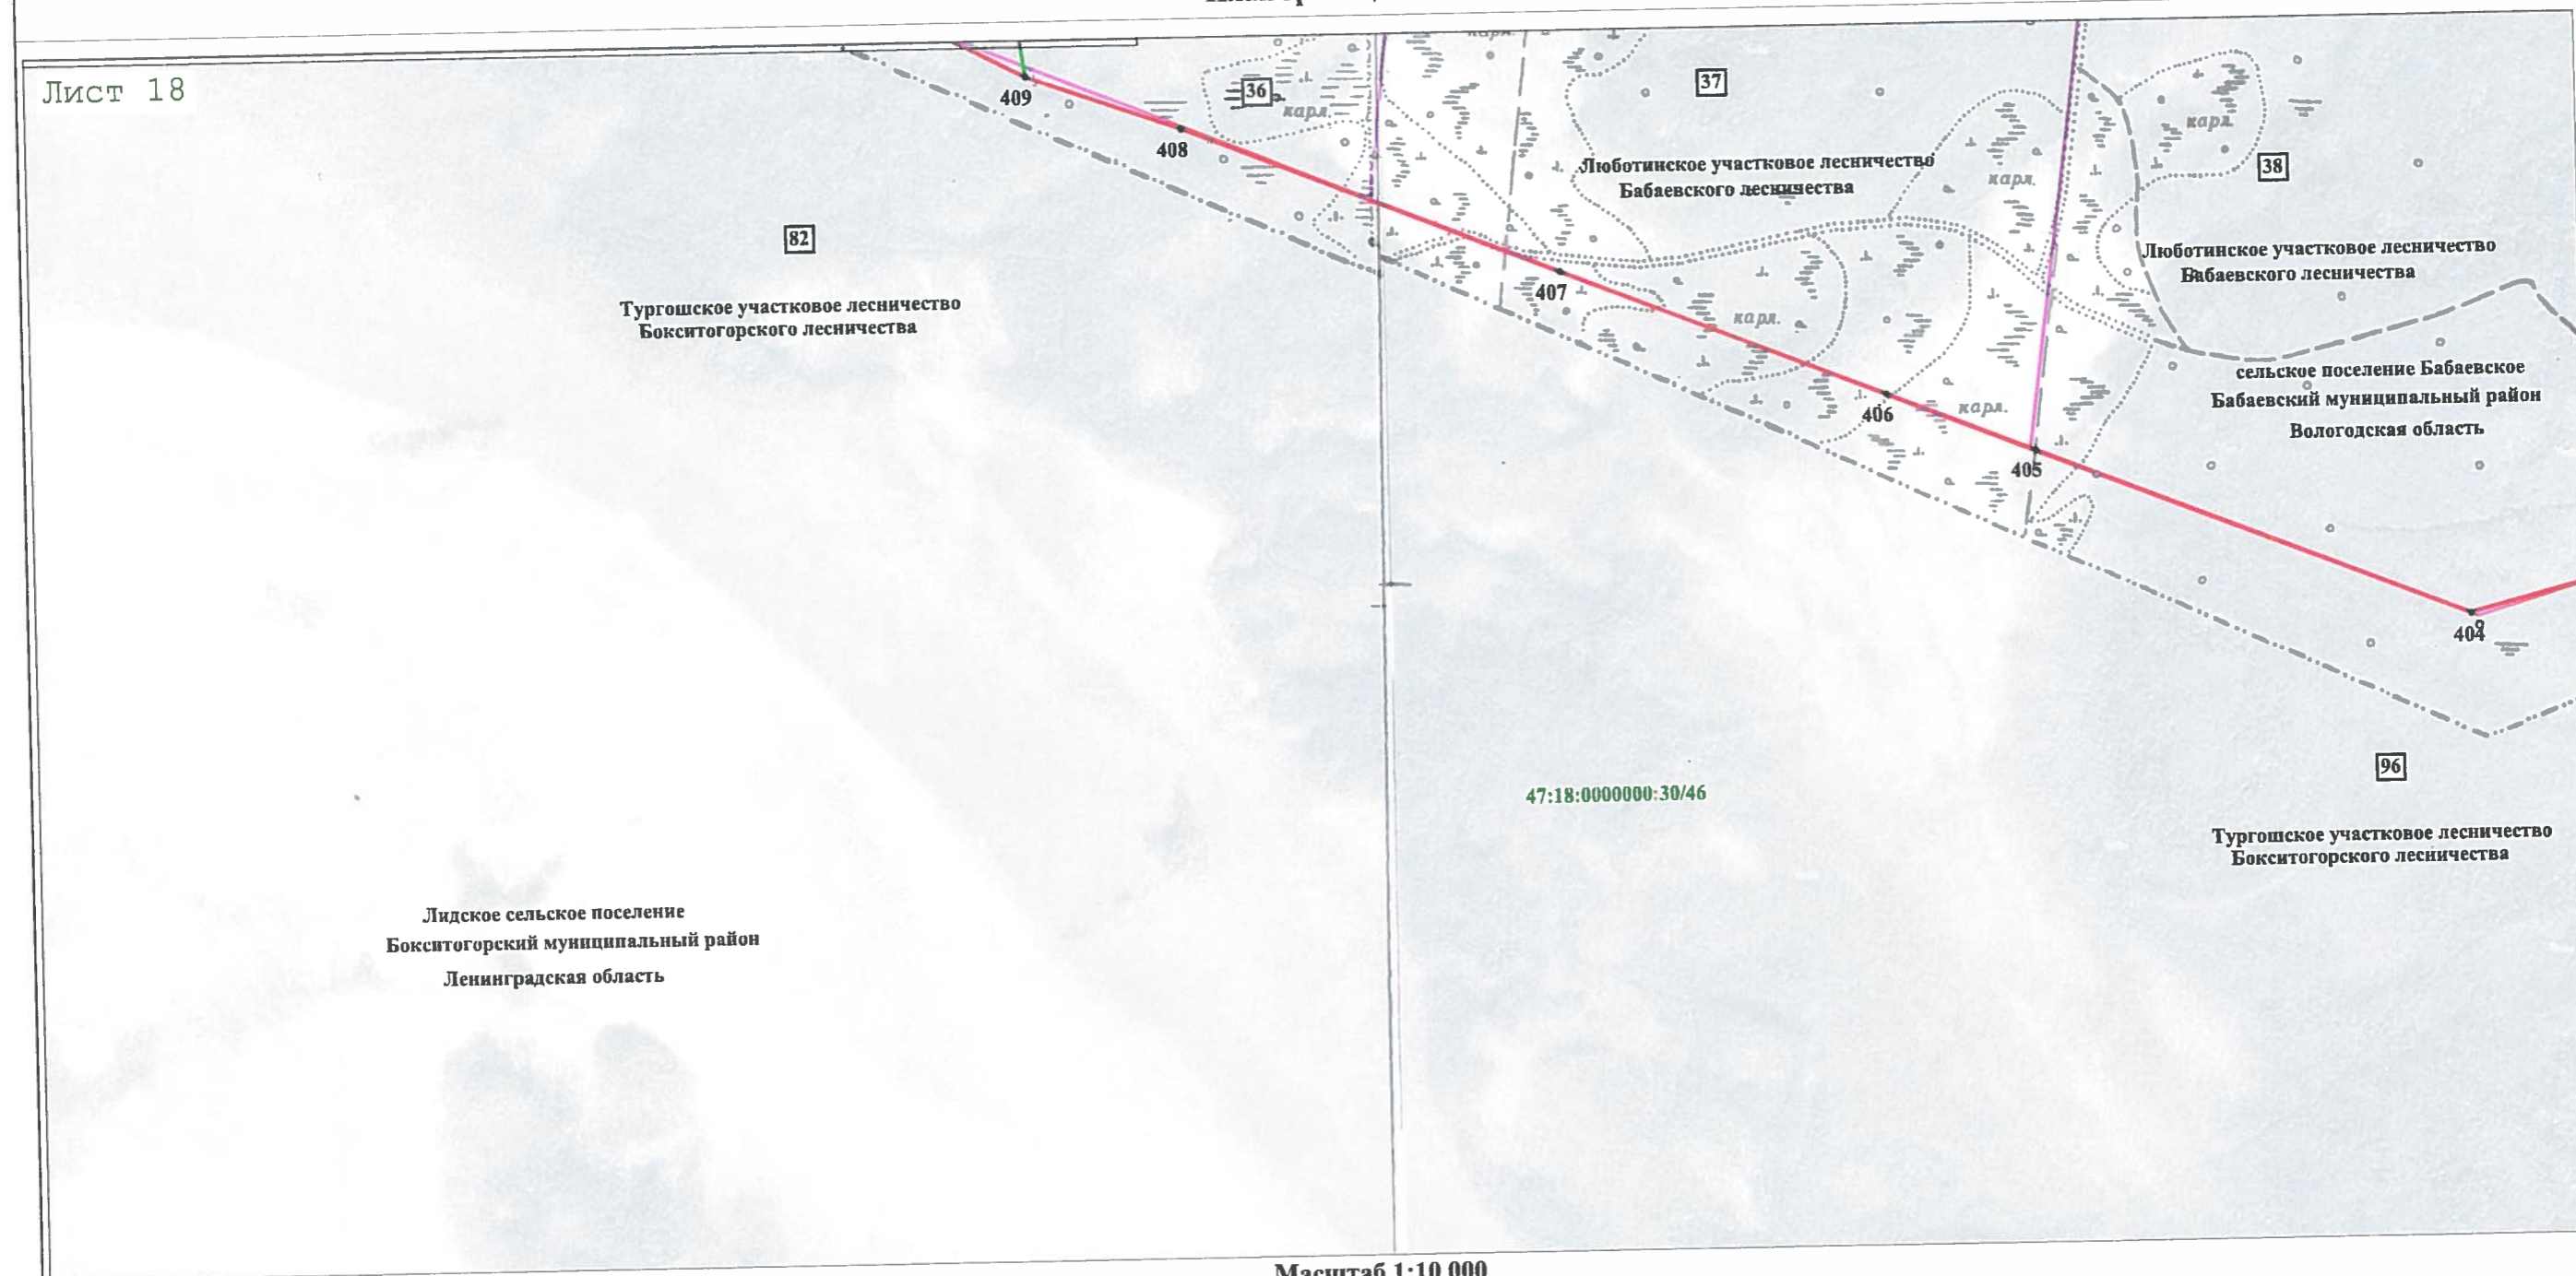 Лист 18
409
408
36
карл.
карл.
37
Люботинское участковое лесничество
Бабаевского лесничества
карл.
карл.
38
Люботинское участковое лесничество
Бабаевского лесничества
82
Тургошское участковое лесничество
Бокситогорского лесничества
407
карл.
406
карл.
405
сельское поселение Бабаевское
Бабаевский муниципальный район
Вологодская область
404
96
47:18:0000000:30/46
Тургошское участковое лесничество
Бокситогорского лесничества
Лидское сельское поселение
Бокситогорский муниципальный район
Ленинградская область
Масштаб 1:10 000